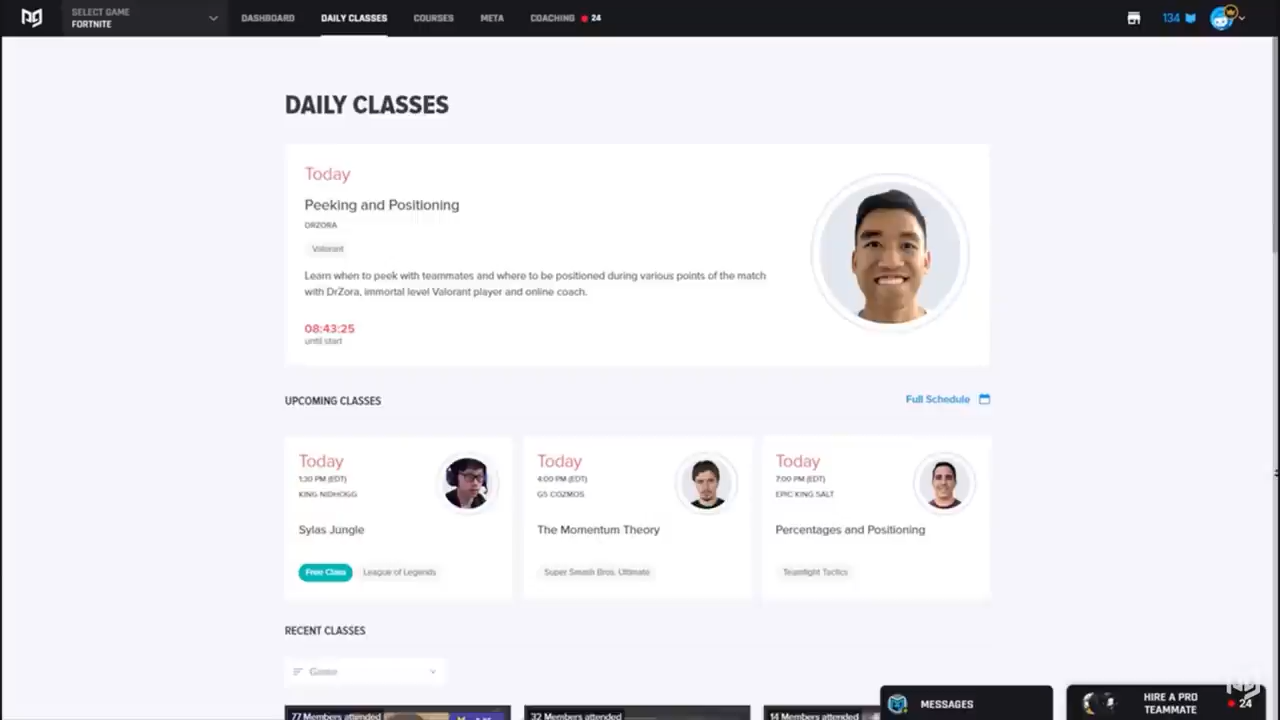 SELECT GAME
FORTNITE
DASHBOARD
DAILY CLASSES
COURSES
META
COACHING
24
134
DAILY CLASSES
Today
Peeking and Positioning
DRZORA
Valorant
Learn when to peek with teammates and where to be positioned during various points of the match
with DrZora, immortal level Valorant player and online coach.
08:43:25
until start
UPCOMING CLASSES
Full Schedule
Today
1:30 PM (EDT)
KING NIDHOGG
Sylas Jungle
Free Class
League of Legends
Today
4:00 PM (EDT)
G5 COZMOS
The Momentum Theory
Super Smash Bros. Ultimate
Today
7:00 PM (EDT)
EPIC KING SALT
Percentages and Positioning
Teamfight Tactics
RECENT CLASSES
Game
77 Members attended
32 Members attended
14 Members attended
MESSAGES
HIRE A PRO
TEAMMATE
24